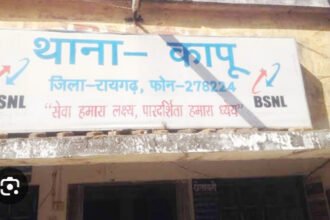 थाना- कापू
जिला-रायगढ़, फोन-278224
BSNL
BSNL
"सेवा हमारा लक्ष्य, पारदर्शिता हमारा ध्येय"